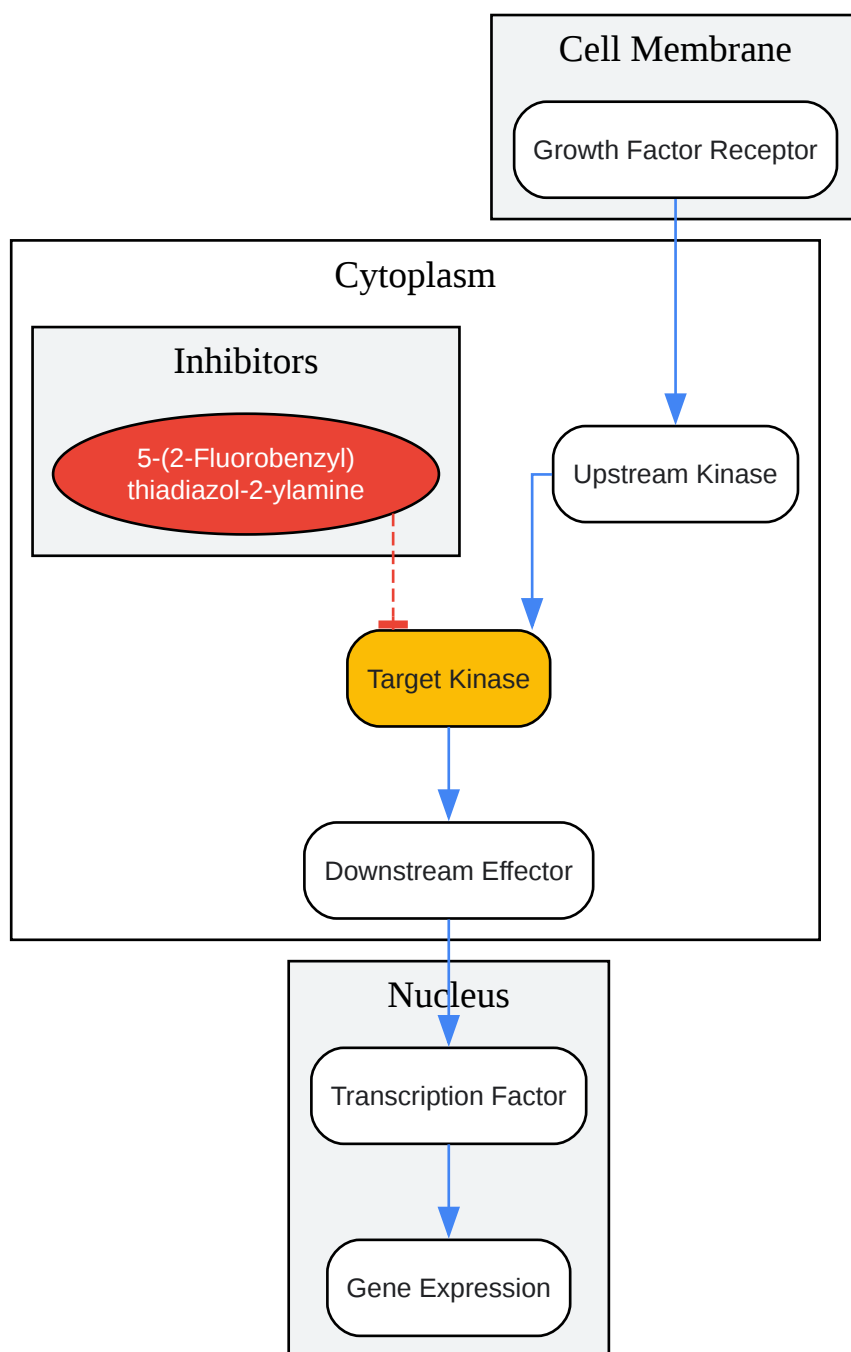 Cell Membrane
Growth Factor Receptor
Cytoplasm
Inhibitors
5-(2-Fluorobenzyl)
thiadiazol-2-ylamine
Upstream Kinase
Target Kinase
Downstream Effector
Nucleus
Transcription Factor
Gene Expression